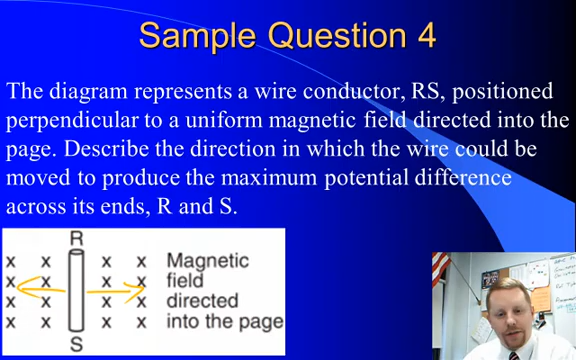 Sample Question 4
The diagram represents a wire conductor, RS, positioned
perpendicular to a uniform magnetic field directed into the
page. Describe the direction in which the wire could be
moved to produce the maximum potential difference
across its ends, R and S.
R
x x x x Magnetic
x x x x field
x x x x directed
x x x x into the page
S